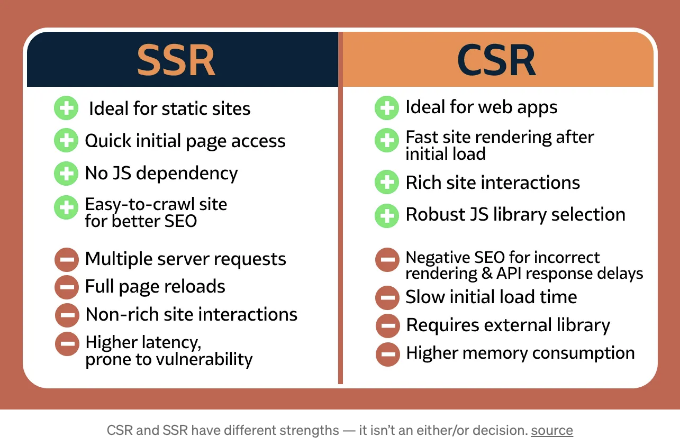 SSR
Ideal for static sites
Quick initial page access
No JS dependency
Easy-to-crawl site
for better SEO
Multiple server requests
Full page reloads
Non-rich site interactions
Higher latency,
prone to vulnerability
CSR
Ideal for web apps
Fast site rendering after
initial load
Rich site interactions
Robust JS library selection
Negative SEO for incorrect
rendering & API response delays
Slow initial load time
Requires external library
Higher memory consumption
CSR and SSR have different strengths — it isn't an either/or decision. source